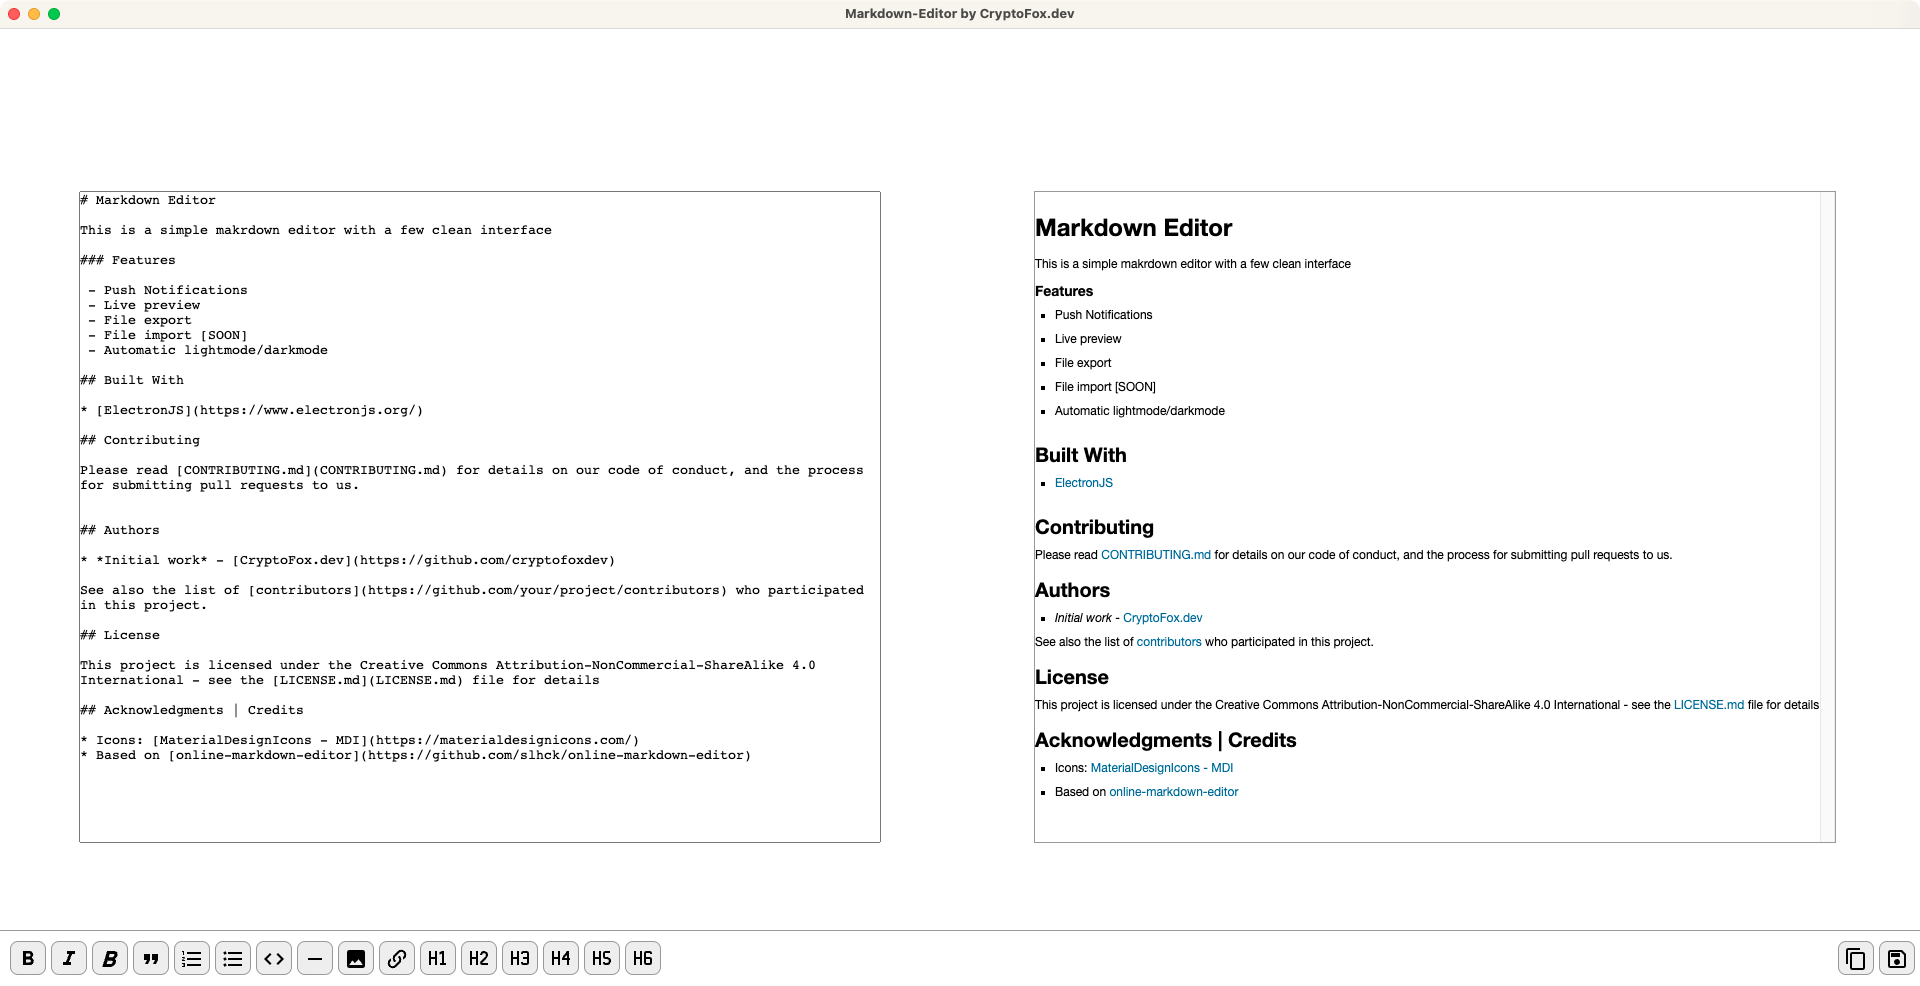 Markdown-Editor by CryptoFox.dev
# Markdown Editor
This is a simple makrdown editor with a few clean interface
### Features
- Push Notifications
- Live preview
- File export
- File import [SOON]
- Automatic lightmode/darkmode
## Built With
* [ElectronJS](https://www.electronjs.org/)
## Contributing
Please read [CONTRIBUTING.md](CONTRIBUTING.md) for details on our code of conduct, and the process
for submitting pull requests to us.
## Authors
* *Initial work* - [CryptoFox.dev](https://github.com/cryptofoxdev)
See also the list of [contributors](https://github.com/your/project/contributors) who participated
in this project.
## License
This project is licensed under the Creative Commons Attribution-NonCommercial-ShareAlike 4.0
International - see the [LICENSE.md](LICENSE.md) file for details
## Acknowledgments | Credits
* Icons: [MaterialDesignIcons - MDI](https://materialdesignicons.com/)
* Based on [online-markdown-editor](https://github.com/slhck/online-markdown-editor)
Markdown Editor
This is a simple makrdown editor with a few clean interface
Features
▪ Push Notifications
▪ Live preview
▪ File export
▪ File import [SOON]
▪ Automatic lightmode/darkmode
Built With
▪ ElectronJS
Contributing
Please read CONTRIBUTING.md for details on our code of conduct, and the process for submitting pull requests to us.
Authors
▪ Initial work - CryptoFox.dev
See also the list of contributors who participated in this project.
License
This project is licensed under the Creative Commons Attribution-NonCommercial-ShareAlike 4.0 International - see the LICENSE.md file for details
Acknowledgments | Credits
▪ Icons: MaterialDesignIcons - MDI
▪ Based on online-markdown-editor
B I B H1 H2 H3 H4 H5 H6